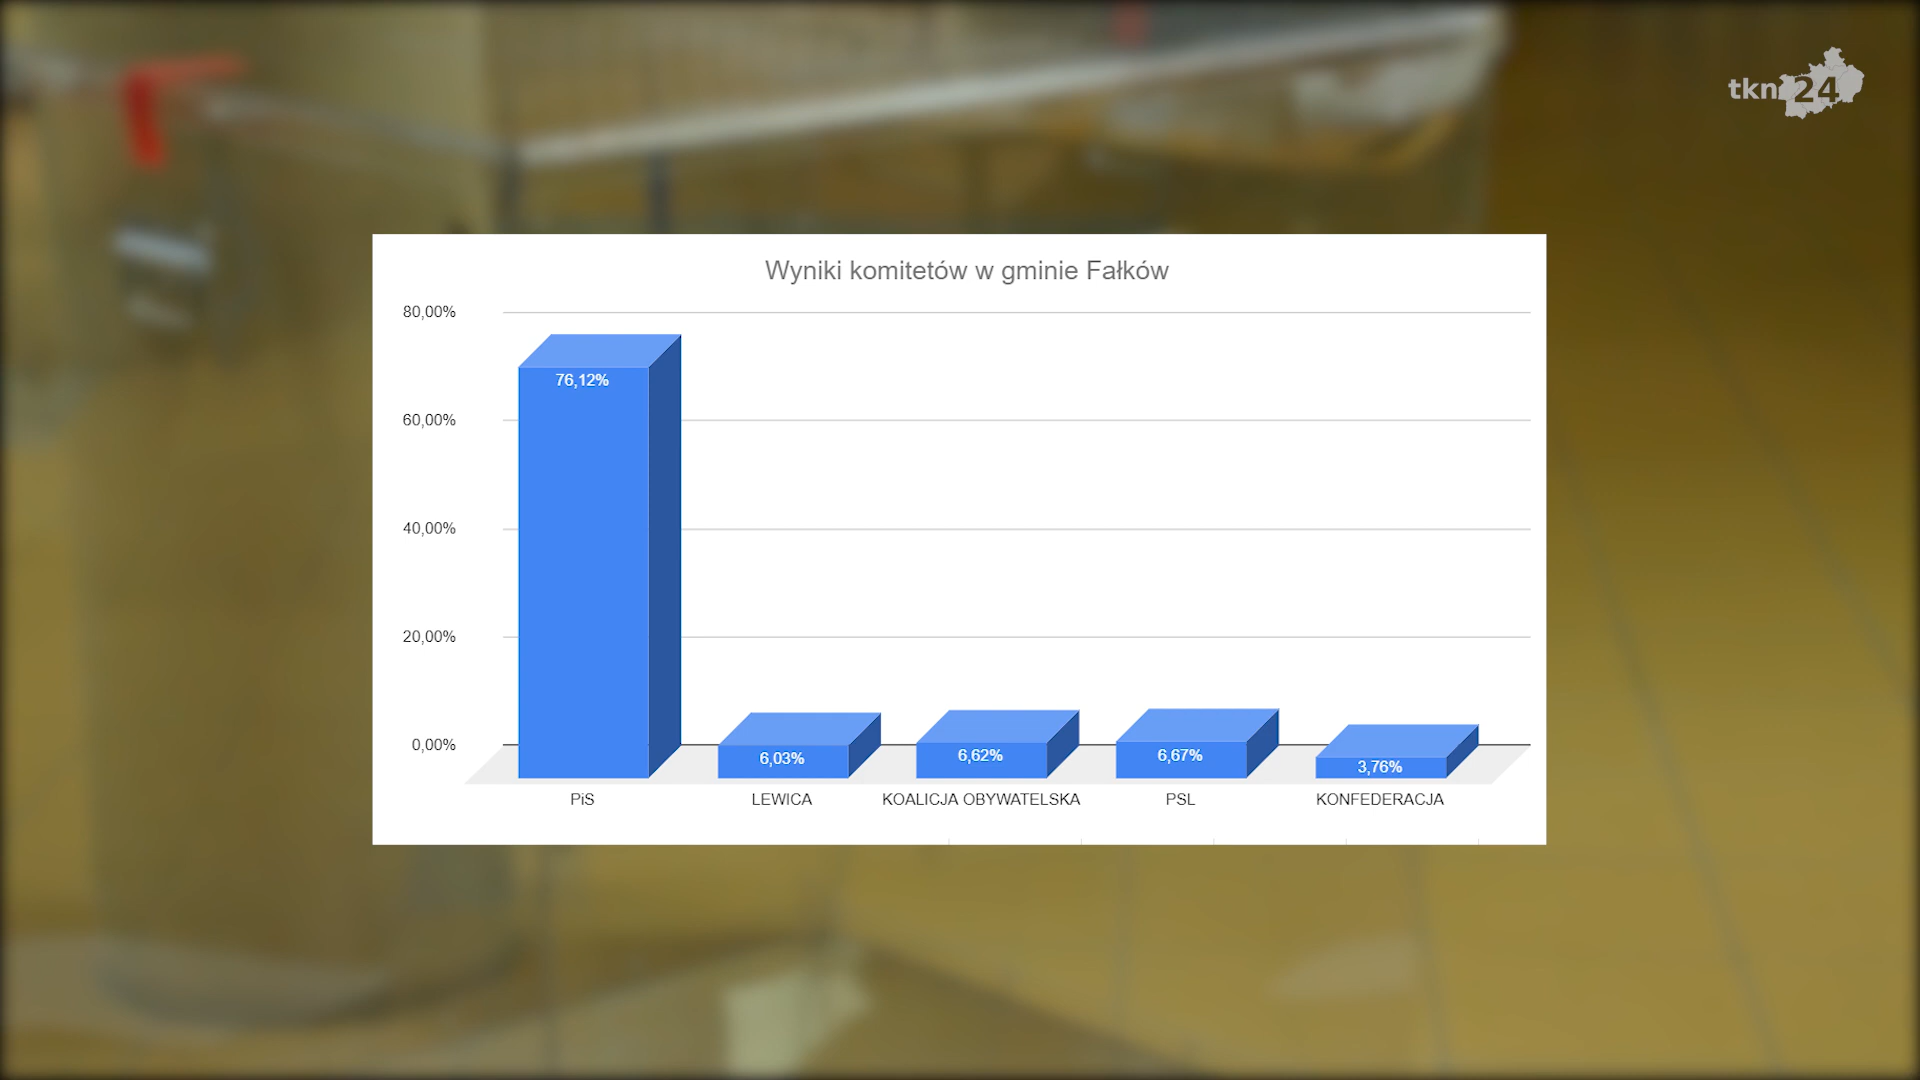 tkn24
Wyniki komitetów w gminie Fałków
80,00%
60,00%
40,00%
20,00%
0,00%
76,12%
6,03%
6,62%
6,67%
3,76%
PiS
LEWICA
KOALICJA OBYWATELSKA
PSL
KONFEDERACJA